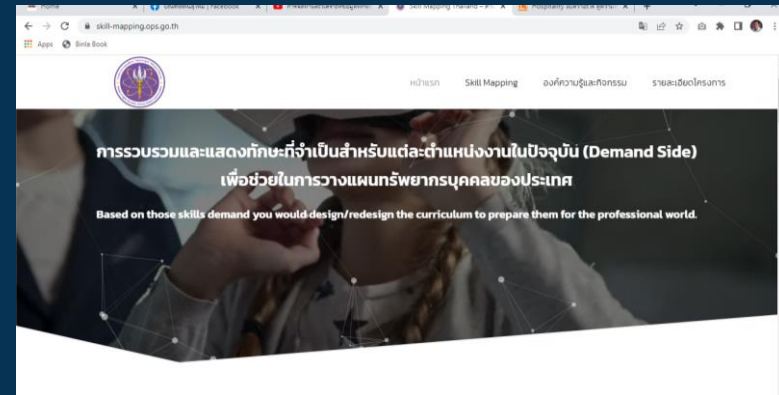 Home
Skill Mapping Thailand
skill-mapping.ops.go.th
Apps
Binla Book
หน้าแรก
Skill Mapping
องค์ความรู้และกิจกรรม
รายละเอียดโครงการ
การรวบรวมและแสดงทักษะที่จำเป็นสำหรับแต่ละตำแหน่งงานในปัจจุบัน (Demand Side)
เพื่อช่วยในการวางแผนทรัพยากรบุคคลของประเทศ
Based on those skills demand you would design/redesign the curriculum to prepare them for the professional world.